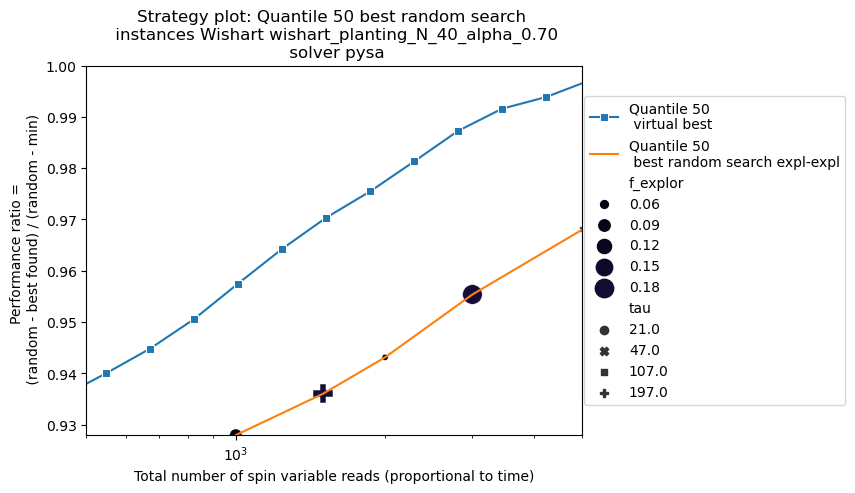 Strategy plot: Quantile 50 best random search
instances Wishart wishart_planting_N_40_alpha_0.70
solver pysa
1.00
0.99
0.98
0.97
0.96
0.95
0.94
0.93
Performance ratio =
(random - best found) / (random - min)
10^3
Total number of spin variable reads (proportional to time)
Quantile 50
virtual best
Quantile 50
best random search expl-expl
f_explor
0.06
0.09
0.12
0.15
0.18
tau
21.0
47.0
107.0
197.0